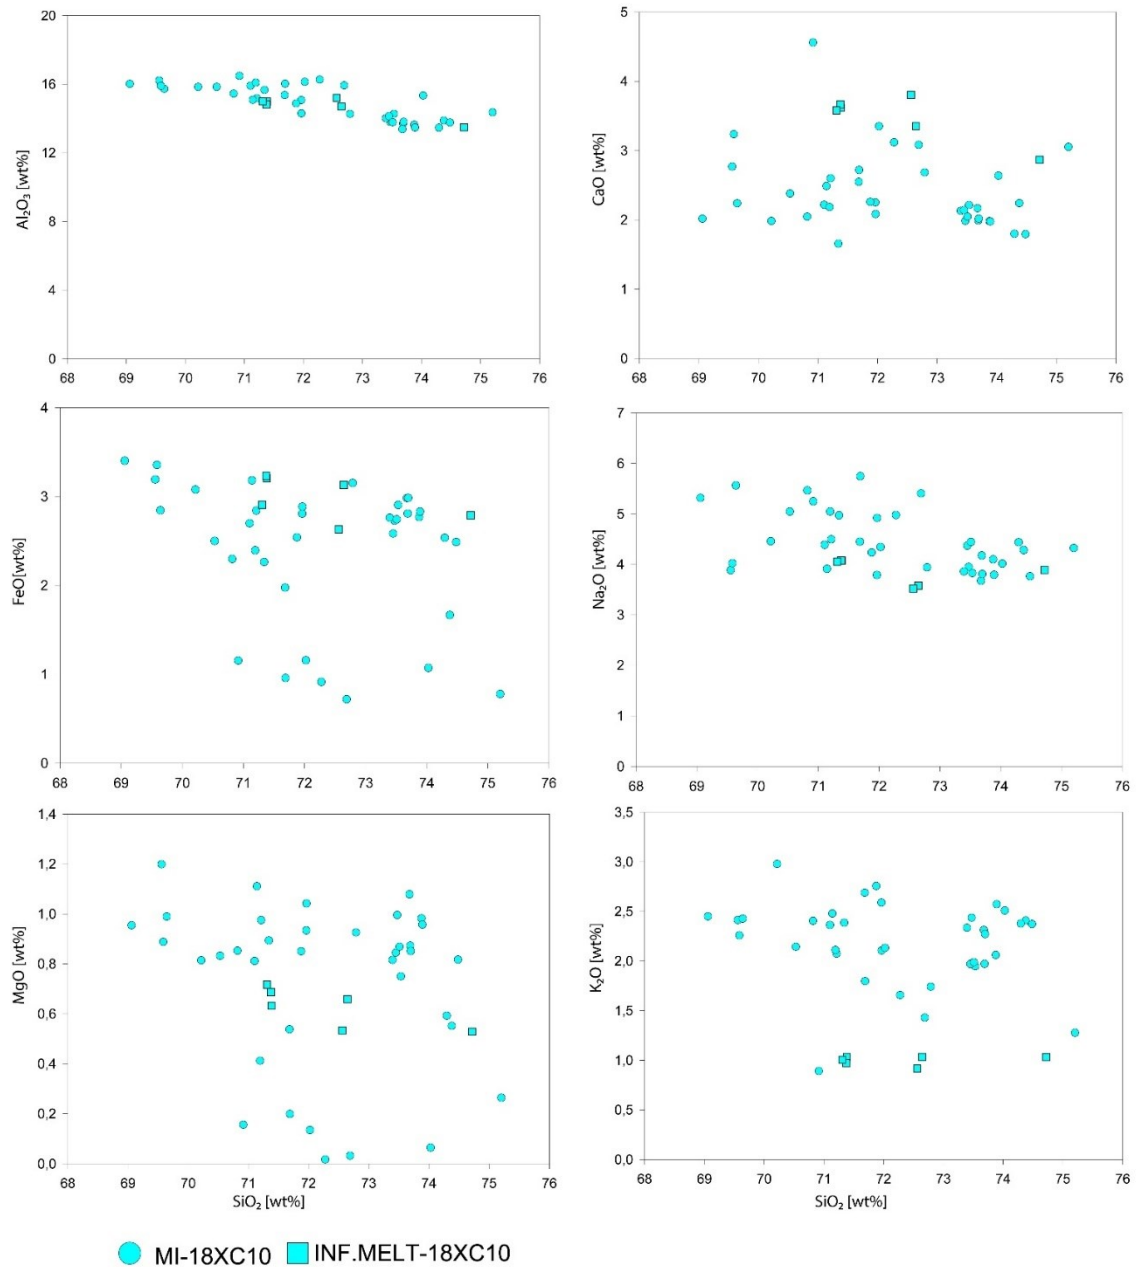 20
16
12
8
4
0
Al₂O₃ [wt%]
68 69 70 71 72 73 74 75 76
5
4
3
2
1
0
CaO [wt%]
68 69 70 71 72 73 74 75 76
4
3
2
1
0
FeO[wt%]
68 69 70 71 72 73 74 75 76
7
6
5
4
3
2
1
0
Na₂O [wt%]
68 69 70 71 72 73 74 75 76
1,4
1,2
1,0
0,8
0,6
0,4
0,2
0,0
MgO [wt%]
68 69 70 71 72 73 74 75 76
SiO₂ [wt%]
3,5
3,0
2,5
2,0
1,5
1,0
0,5
0,0
K₂O [wt%]
68 69 70 71 72 73 74 75 76
SiO₂ [wt%]
MI-18XC10 INF.MELT-18XC10